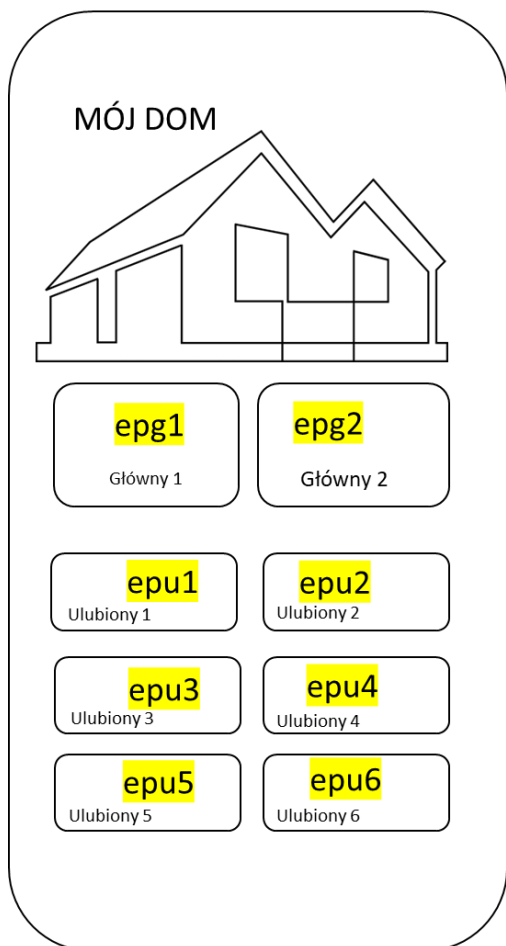 MÓJ DOM
epg1
epg2
Główny 1
Główny 2
epu1
epu2
Ulubiony 1
Ulubiony 2
epu3
epu4
Ulubiony 3
Ulubiony 4
epu5
epu6
Ulubiony 5
Ulubiony 6